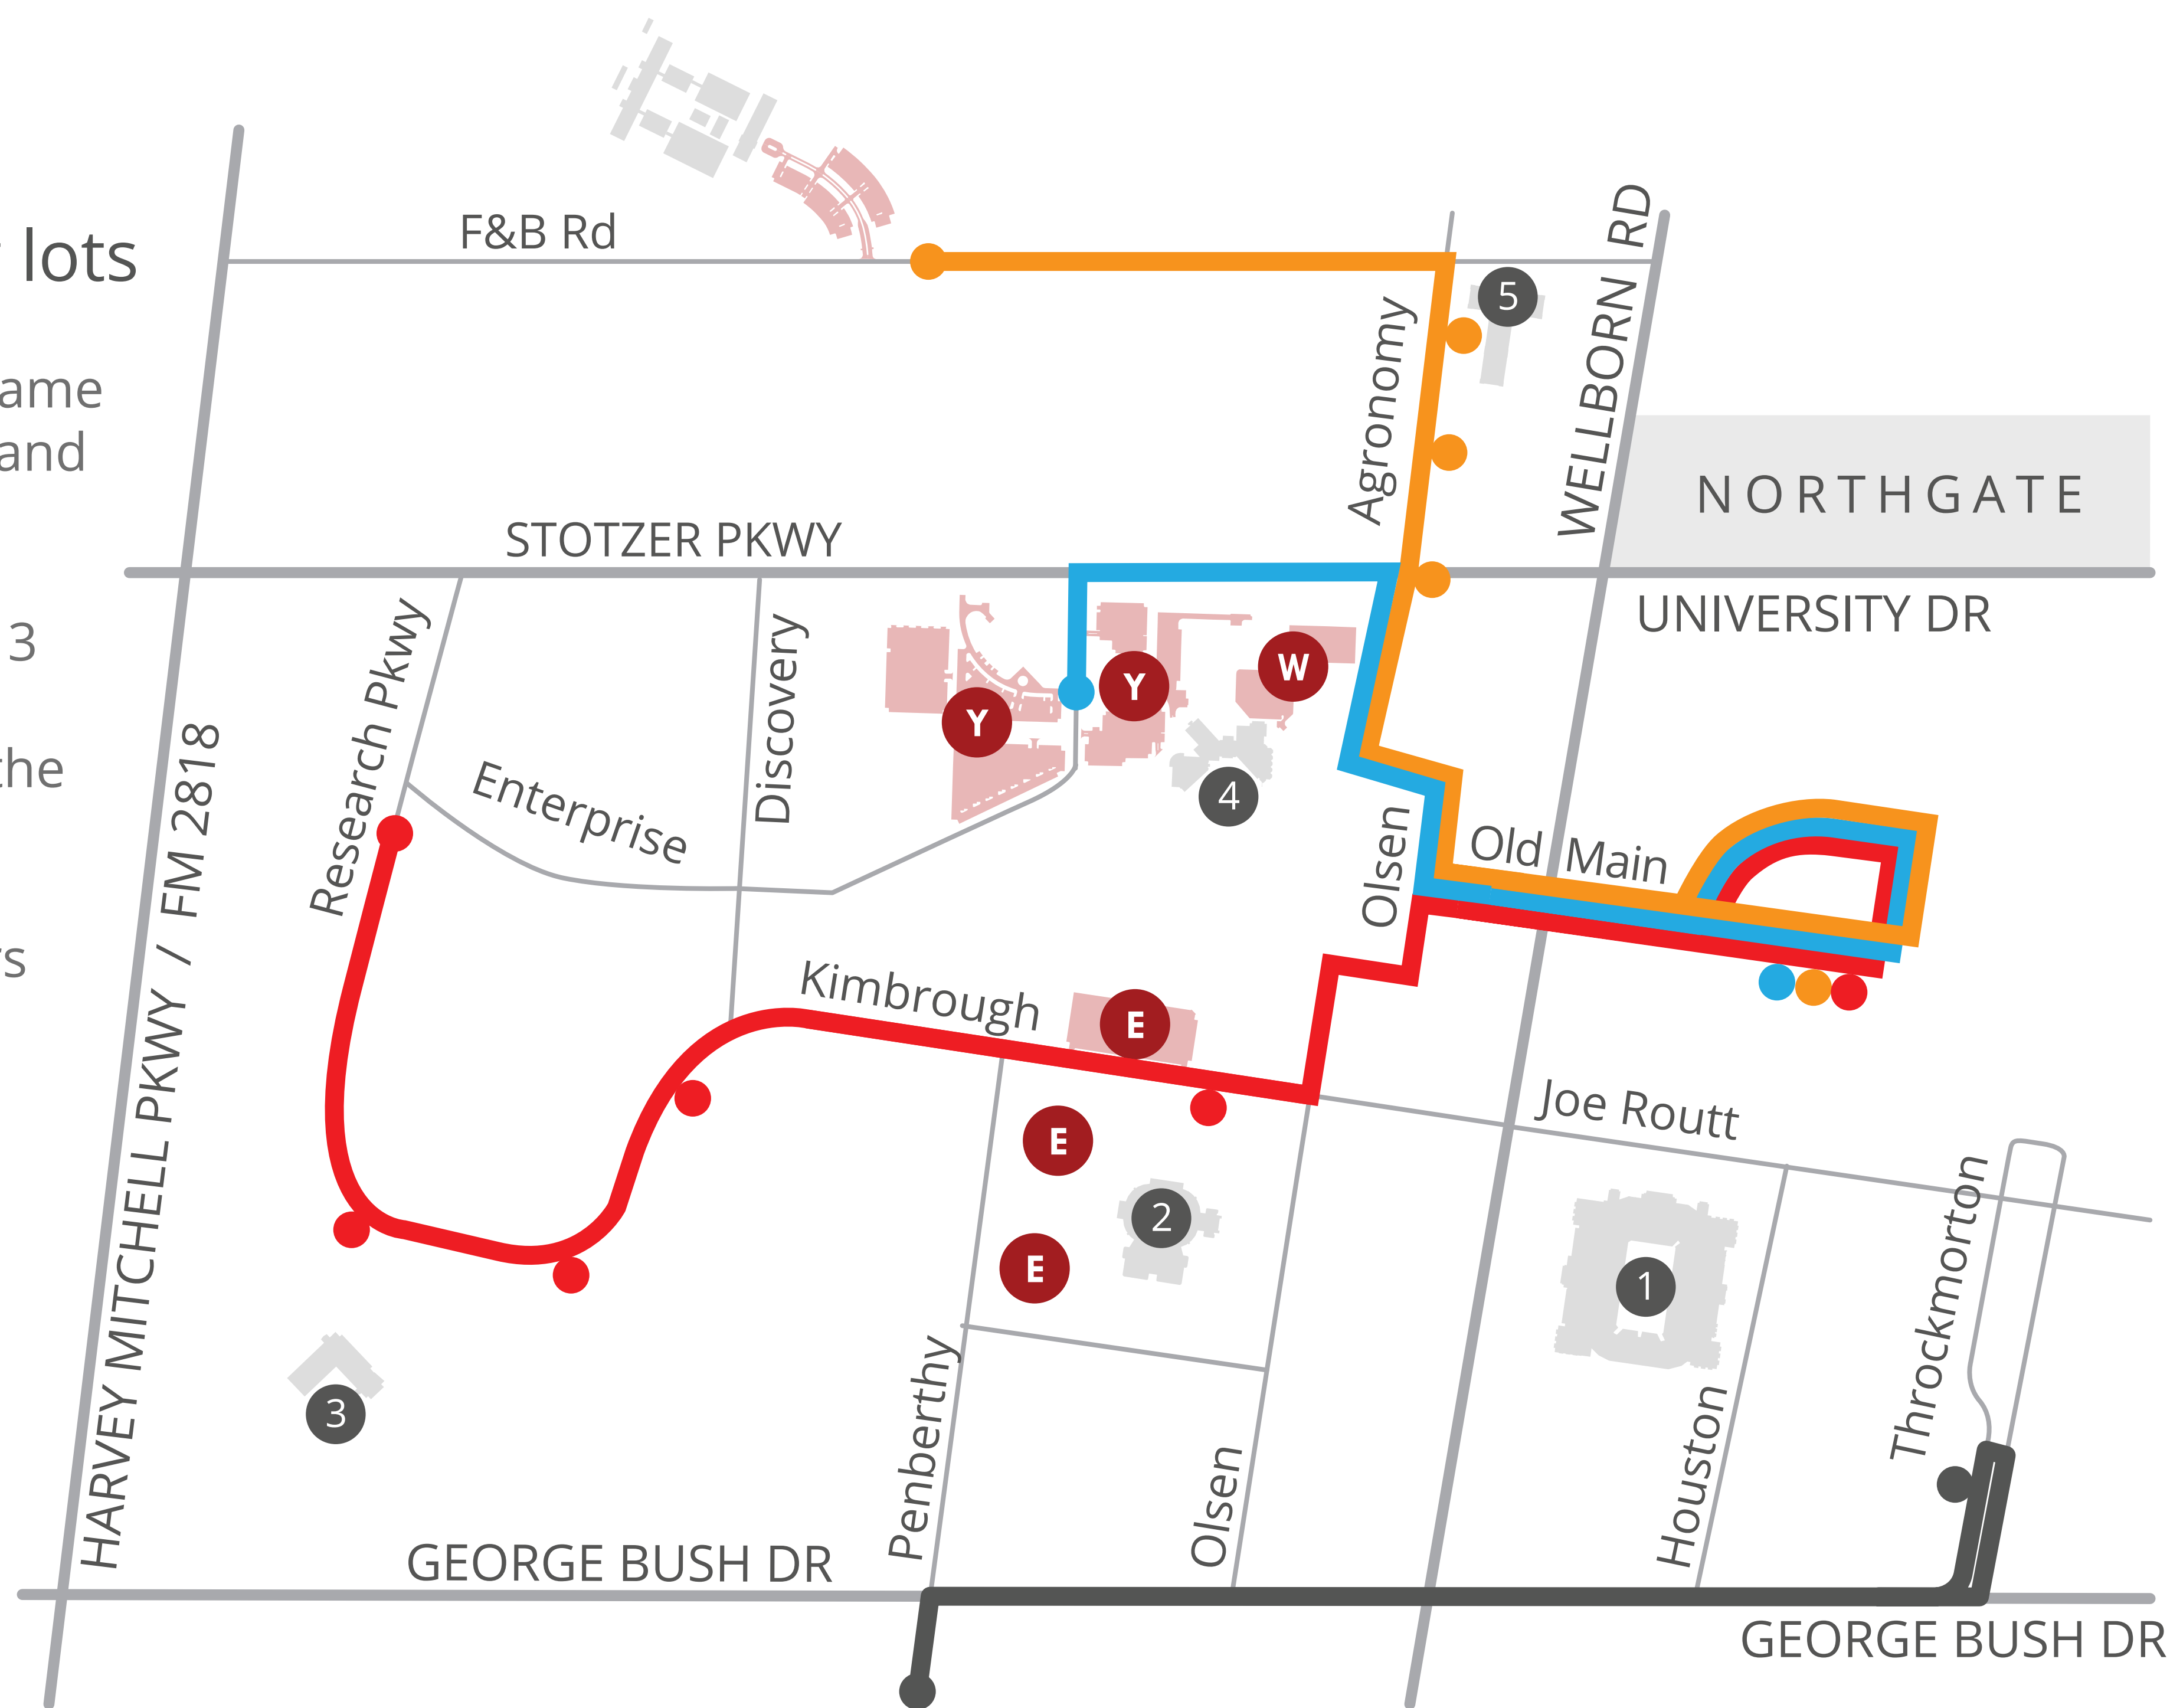 lots
F&B Rd
WELLBORN RD
5
ame
and
Agronomy
NORTHGATE
STOTZER PKWY
UNIVERSITY DR
3
Research Pkwy
Discovery
Y
Y
W
the
HARVEY MITCHELL PKWY / FM 2818
Enterprise
4
Olsen
Old Main
Kimbrough
E
Joe Routt
E
2
E
1
Throckmorton
3
Penberthy
Olsen
Houston
GEORGE BUSH DR
GEORGE BUSH DR